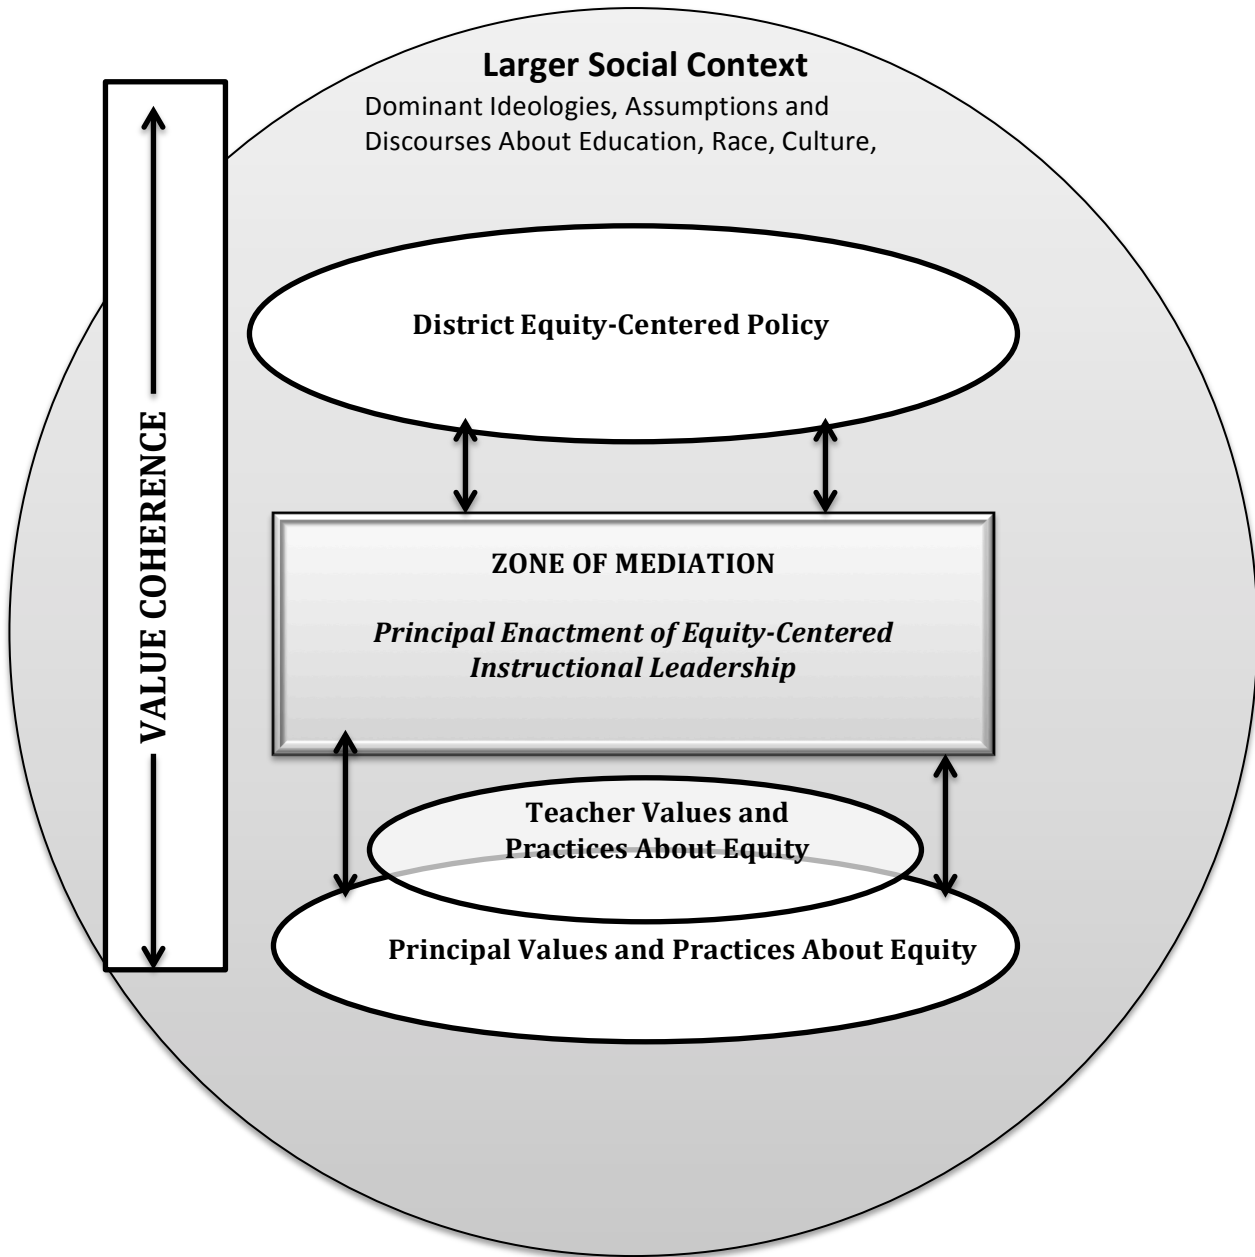 Larger Social Context
Dominant Ideologies, Assumptions and
Discourses About Education, Race, Culture,
VALUE COHERENCE
District Equity-Centered Policy
ZONE OF MEDIATION
Principal Enactment of Equity-Centered
Instructional Leadership
Teacher Values and
Practices About Equity
Principal Values and Practices About Equity